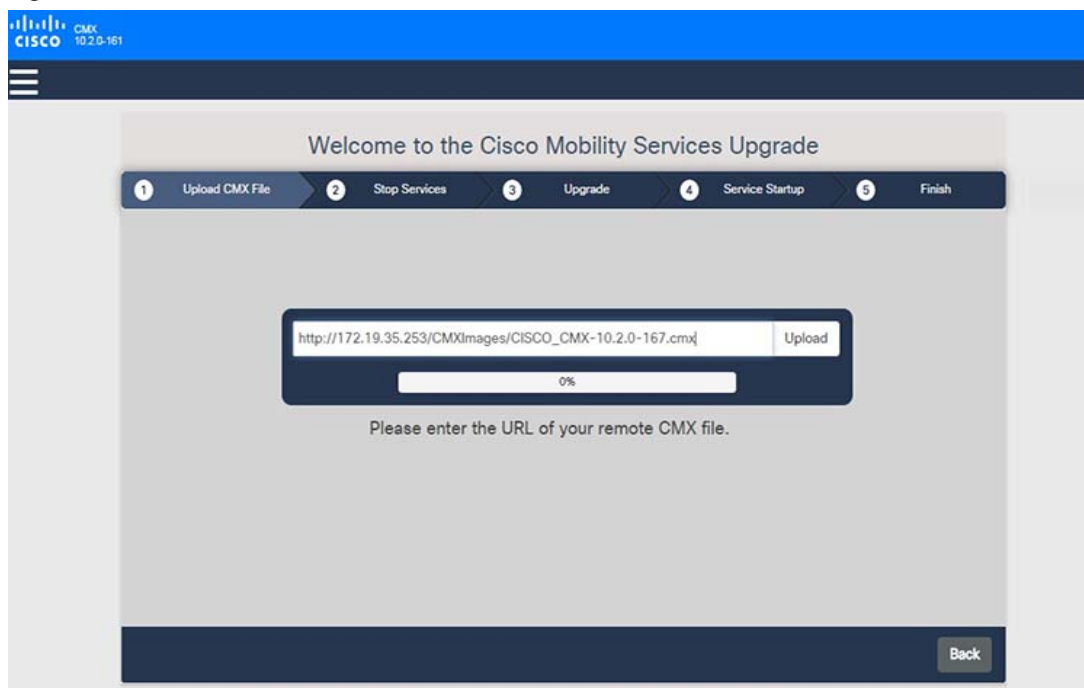 CISCO CMX
10.2.0-161
Welcome to the Cisco Mobility Services Upgrade
1 Upload CMX File 2 Stop Services 3 Upgrade 4 Service Startup 5 Finish
http://172.19.35.253/CMXImages/CISCO_CMX-10.2.0-167.cmx Upload
0%
Please enter the URL of your remote CMX file.
Back